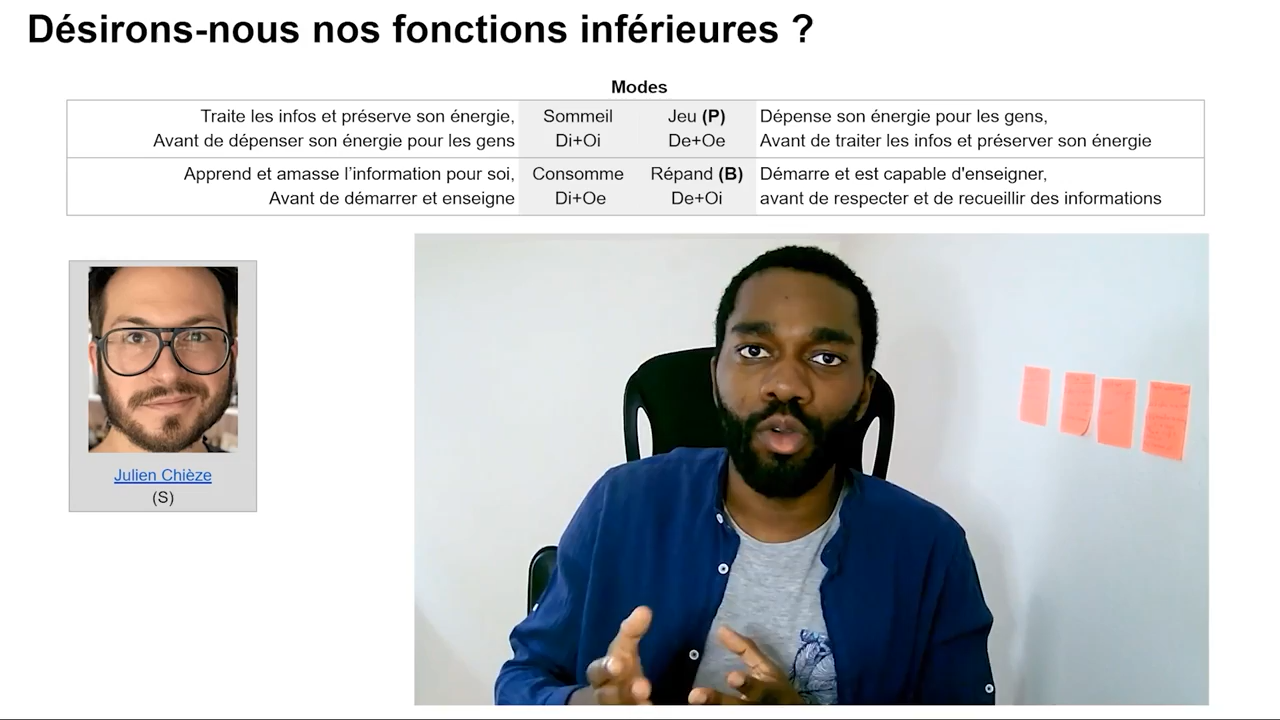 Désirons-nous nos fonctions inférieures ?
Modes
Traite les infos et préserve son énergie, Sommeil Jeu (P) Dépense son énergie pour les gens,
Avant de dépenser son énergie pour les gens Di+Oi De+Oe Avant de traiter les infos et préserver son énergie
Apprend et amasse l'information pour soi, Consomme Répand (B) Démarre et est capable d'enseigner,
Avant de démarrer et enseigne Di+Oe De+Oi avant de respecter et de recueillir des informations
Julien Chièze
(S)